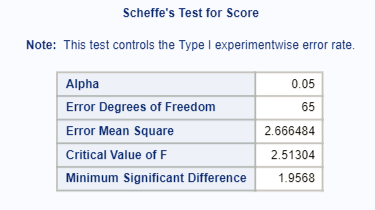 Scheffe's Test for Score
Note: This test controls the Type I experimentwise error rate.
Alpha 0.05
Error Degrees of Freedom 65
Error Mean Square 2.666484
Critical Value of F 2.51304
Minimum Significant Difference 1.9568